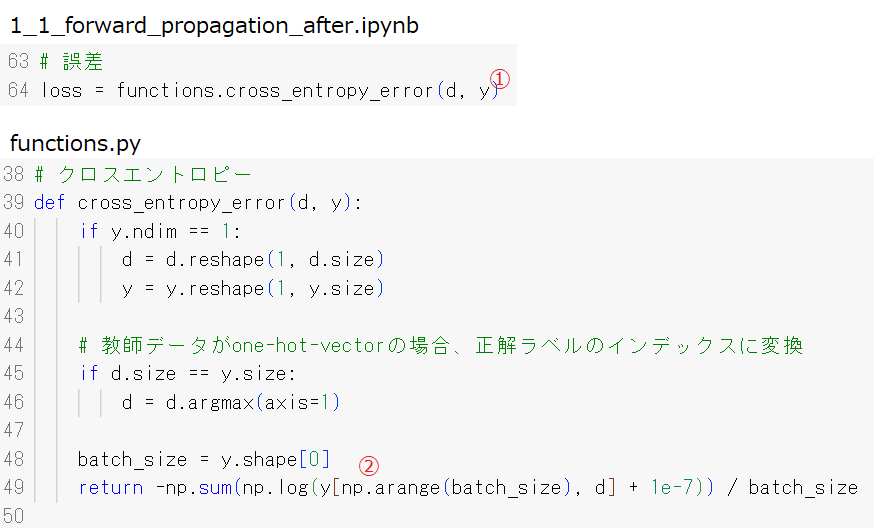 1_1_forward_propagation_after.ipynb
63 # 誤差
64 loss = functions.cross_entropy_error(d, y) ①
functions.py
38 # クロスエントロピー
39 def cross_entropy_error(d, y):
40     if y.ndim == 1:
41         d = d.reshape(1, d.size)
42         y = y.reshape(1, y.size)
43
44     # 教師データがone-hot-vectorの場合、正解ラベルのインデックスに変換
45     if d.size == y.size:
46         d = d.argmax(axis=1)
47
48     batch_size = y.shape[0]
②
49     return -np.sum(np.log(y[np.arange(batch_size), d] + 1e-7)) / batch_size
50